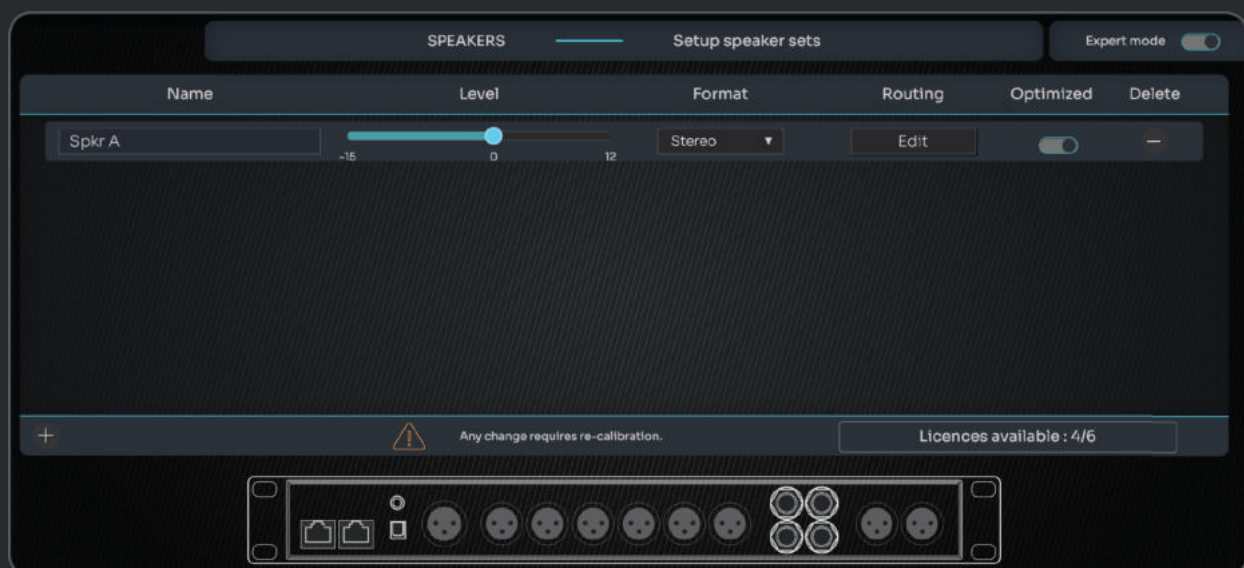 SPEAKERS Setup speaker sets Expert mode
Name Level Format Routing Optimized Delete
Spkr A Stereo ▼ Edit
-15 0 12
Any change requires re-calibration. Licences available : 4/6